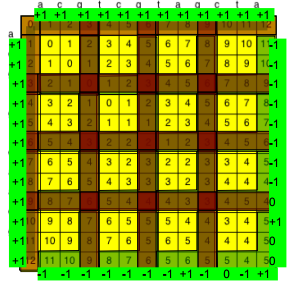 a c g t c g t a
+1 +1 +1 +1 +1 +1 +1 +1 +1 +1 +1 +1
0 1 2 10 11 12
a
+1 1 0 1 2 3 4 5 6 7 8 9 10 11 -1
+1 2 1 0 1 2 3 4 5 6 7 8 9 10 -1
+1 3 2 1 0 1 2 3 4 5 6 7 8 9 -1
+1 4 3 2 1 0 1 2 3 4 5 6 7 8 -1
+1 5 4 3 2 1 1 1 2 3 4 5 6 7 -1
+1 6 5 4 3 2 2 2 1 2 3 4 5 6 -1
+1 7 6 5 4 3 3 2 2 2 2 3 4 5 -1
+1 8 7 6 5 4 3 3 3 2 3 3 4 4 -1
+1 9 8 7 6 5 4 4 4 3 3 4 5 0
+1 10 9 8 7 6 5 5 5 4 4 3 4 5 +1
+1 11 10 9 8 7 6 5 6 5 5 4 4 5 0
+1 12 11 10 9 8 7 6 5 6 0
-1 -1 -1 -1 -1 -1 +1 -1 0 -1 +1